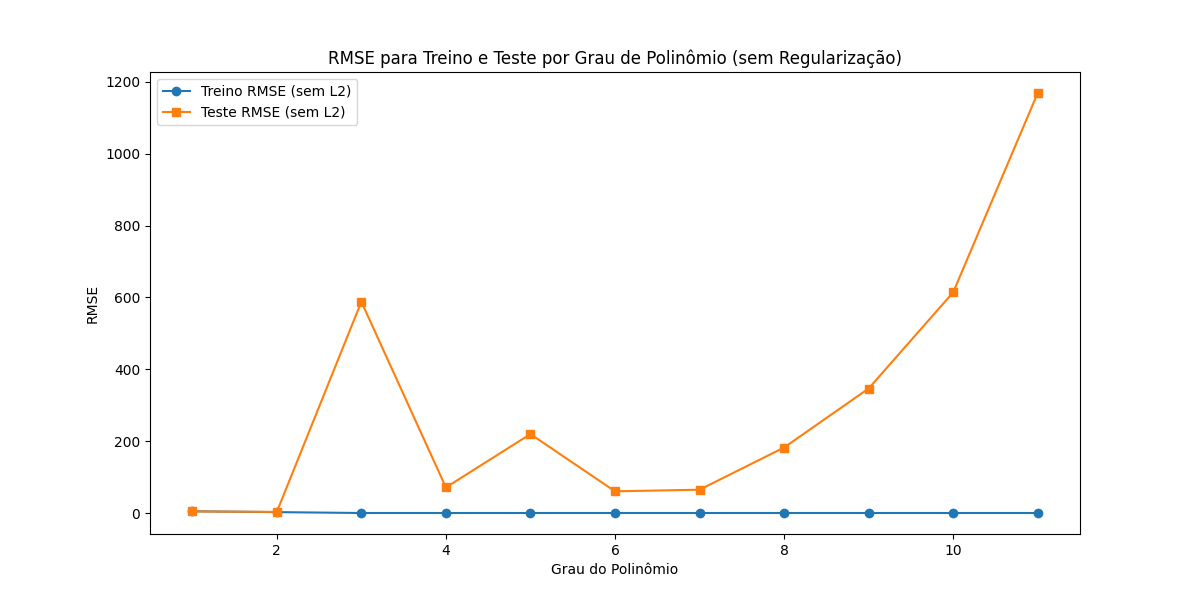 RMSE para Treino e Teste por Grau de Polinômio (sem Regularização)
Treino RMSE (sem L2)
Teste RMSE (sem L2)
1200
1000
800
600
400
200
0
RMSE
2 4 6 8 10
Grau do Polinômio